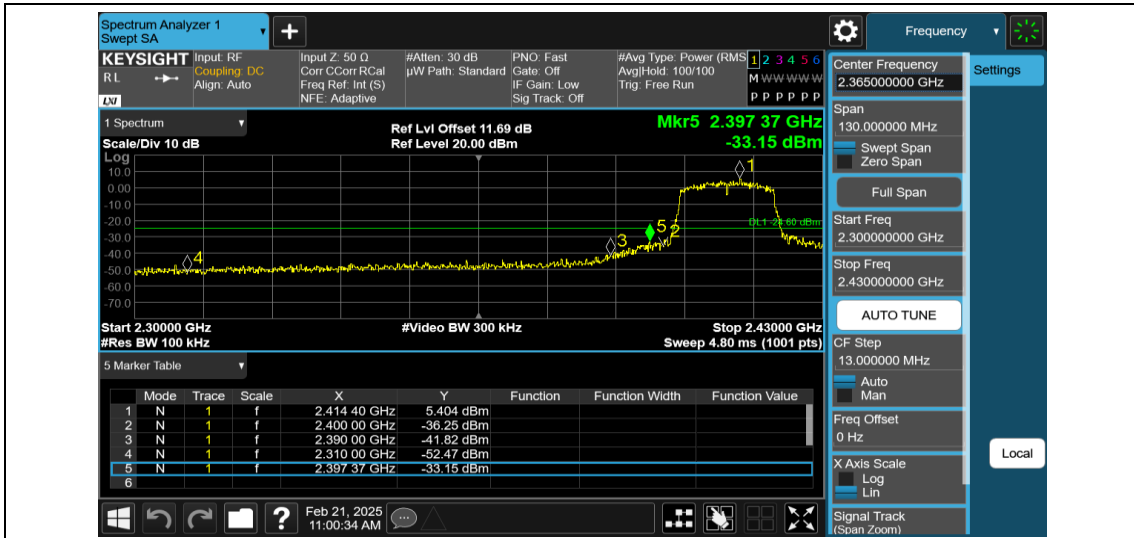 Spectrum Analyzer 1
Swept SA
Frequency
KEYSIGHT
R L
LXI
Input: RF
Coupling: DC
Align: Auto
Input Z: 50 Ω
Corr CCorr RCal
Freq Ref: Int (S)
NFE: Adaptive
#Atten: 30 dB
µW Path: Standard
PNO: Fast
Gate: Off
IF Gain: Low
Sig Track: Off
#Avg Type: Power (RMS
Avg|Hold: 100/100
Trig: Free Run
1 2 3 4 5 6
M W W W W W
P P P P P P
1 Spectrum
Scale/Div 10 dB
Ref Lvl Offset 11.69 dB
Ref Level 20.00 dBm
Mkr5 2.397 37 GHz
-33.15 dBm
Log
10.0
0.00
-10.0
-20.0
-30.0
-40.0
-50.0
-60.0
-70.0
1
2
3
4
5
DL1 -24.60 dBm
Start 2.30000 GHz
#Video BW 300 kHz
Stop 2.43000 GHz
#Res BW 100 kHz
Sweep 4.80 ms (1001 pts)
5 Marker Table
Mode Trace Scale X Y Function Function Width Function Value
1 N 1 f 2.414 40 GHz 5.404 dBm
2 N 1 f 2.400 00 GHz -36.25 dBm
3 N 1 f 2.390 00 GHz -41.82 dBm
4 N 1 f 2.310 00 GHz -52.47 dBm
5 N 1 f 2.397 37 GHz -33.15 dBm
6
Feb 21, 2025
11:00:34 AM
Center Frequency
2.365000000 GHz
Settings
Span
130.000000 MHz
Swept Span
Zero Span
Full Span
Start Freq
2.300000000 GHz
Stop Freq
2.430000000 GHz
AUTO TUNE
CF Step
13.000000 MHz
Auto
Man
Freq Offset
0 Hz
X Axis Scale
Log
Lin
Signal Track
(Span Zoom)
Local